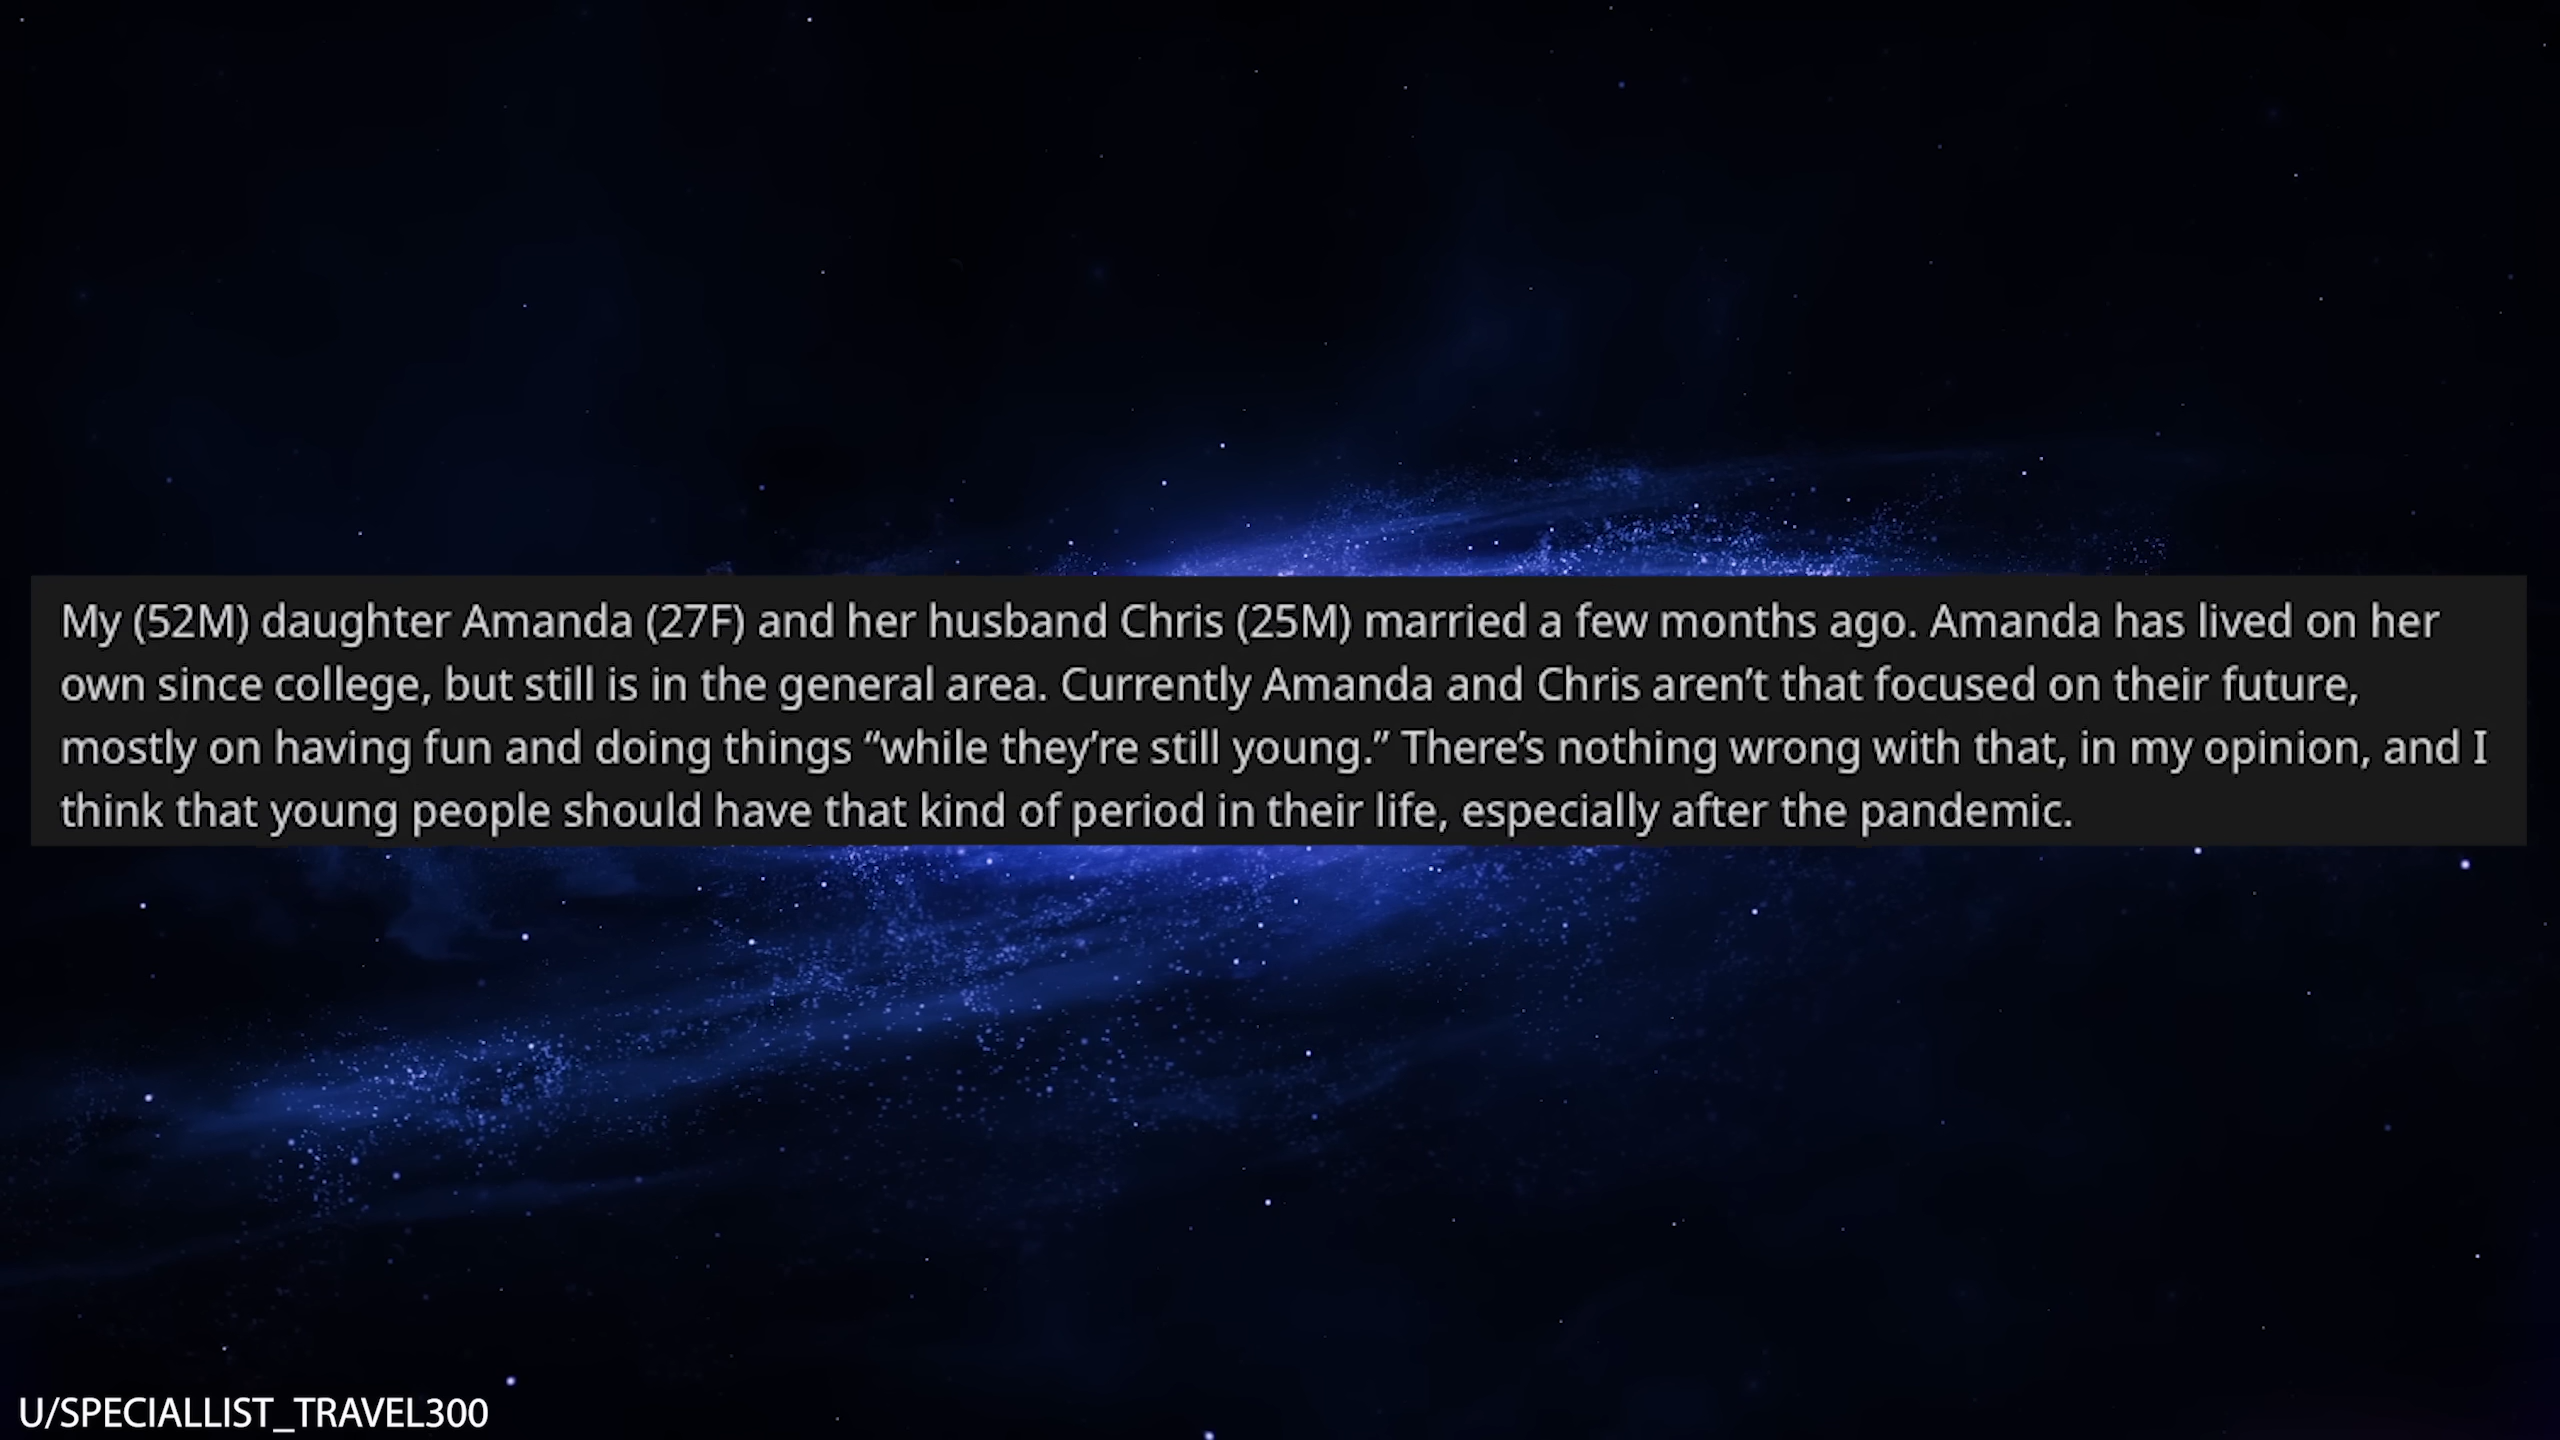 My (52M) daughter Amanda (27F) and her husband Chris (25M) married a few months ago. Amanda has lived on her
own since college, but still is in the general area. Currently Amanda and Chris aren’t that focused on their future,
mostly on having fun and doing things “while they’re still young.” There’s nothing wrong with that, in my opinion, and I
think that young people should have that kind of period in their life, especially after the pandemic.
U/SPECIALLIST_TRAVEL300